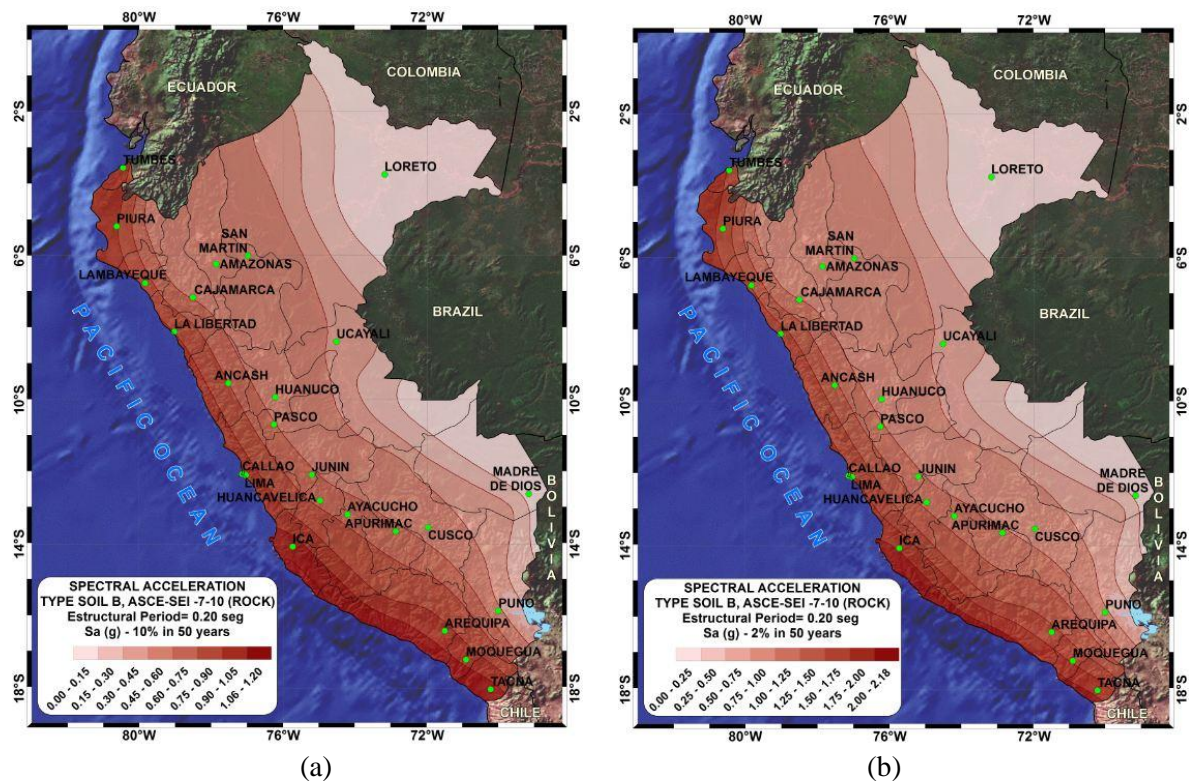 80°W 76°W 72°W
ECUADOR
COLOMBIA
2°S 2°S
TUMBES
LORETO
PIURA
SAN
MARTIN
6°S 6°S
AMAZONAS
LAMBAYEQUE
CAJAMARCA
BRAZIL
LA LIBERTAD
UCAYALI
PACIFIC OCEAN
ANCASH
HUANUCO
10°S 10°S
PASCO
CALLAO
JUNIN
MADRE
DE DIOS
LIMA
HUANCAVELICA
AYACUCHO
APURIMAC
CUSCO
BOLIVIA
14°S 14°S
ICA
SPECTRAL ACCELERATION
TYPE SOIL B, ASCE-SEI -7-10 (ROCK)
Estructural Period= 0.20 seg
Sa (g) - 10% in 50 years
0.00 - 0.15
0.15 - 0.30
0.30 - 0.45
0.45 - 0.60
0.60 - 0.75
0.75 - 0.90
0.90 - 1.05
1.06 - 1.20
PUNO
AREQUIPA
MOQUEGUA
TACNA
18°S 18°S
CHILE
80°W 76°W 72°W
(a)
80°W 76°W 72°W
ECUADOR
COLOMBIA
2°S 2°S
TUMBES
LORETO
PIURA
SAN
MARTIN
6°S 6°S
AMAZONAS
LAMBAYEQUE
CAJAMARCA
BRAZIL
LA LIBERTAD
UCAYALI
PACIFIC OCEAN
ANCASH
HUANUCO
10°S 10°S
PASCO
CALLAO
JUNIN
MADRE
DE DIOS
LIMA
HUANCAVELICA
AYACUCHO
APURIMAC
CUSCO
BOLIVIA
14°S 14°S
ICA
SPECTRAL ACCELERATION
TYPE SOIL B, ASCE-SEI -7-10 (ROCK)
Estructural Period= 0.20 seg
Sa (g) - 2% in 50 years
0.00 - 0.25
0.25 - 0.50
0.50 - 0.75
0.75 - 1.00
1.00 - 1.25
1.25 - 1.50
1.50 - 1.75
1.75 - 2.00
2.00 - 2.18
PUNO
AREQUIPA
MOQUEGUA
TACNA
18°S 18°S
CHILE
80°W 76°W 72°W
(b)